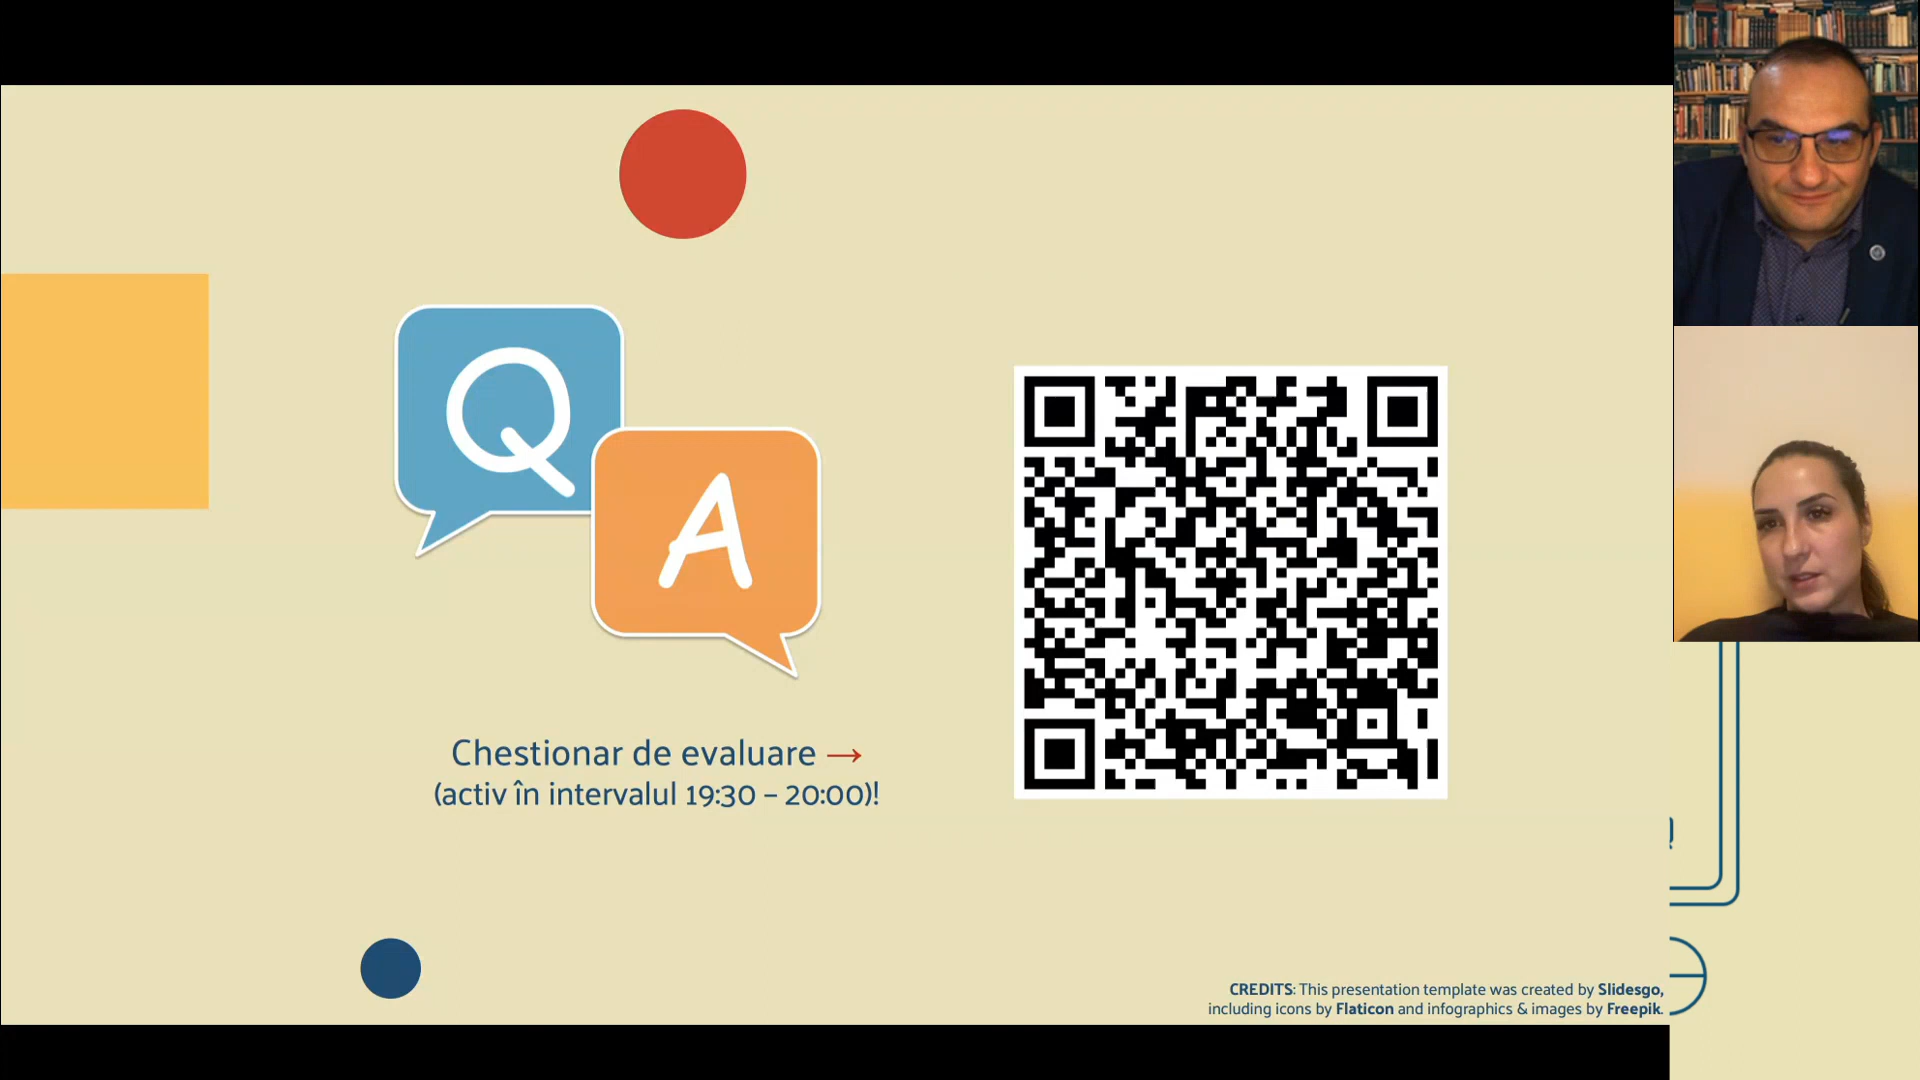 Q
A
Chestionar de evaluare →
(activ în intervalul 19:30 – 20:00)!
CREDITS: This presentation template was created by Slidesgo,
including icons by Flaticon and infographics & images by Freepik.